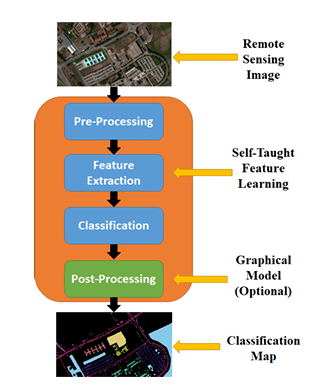 Remote
Sensing
Image
Pre-Processing
Feature
Extraction
Self-Taught
Feature
Learning
Classification
Post-Processing
Graphical
Model
(Optional)
Classification
Map